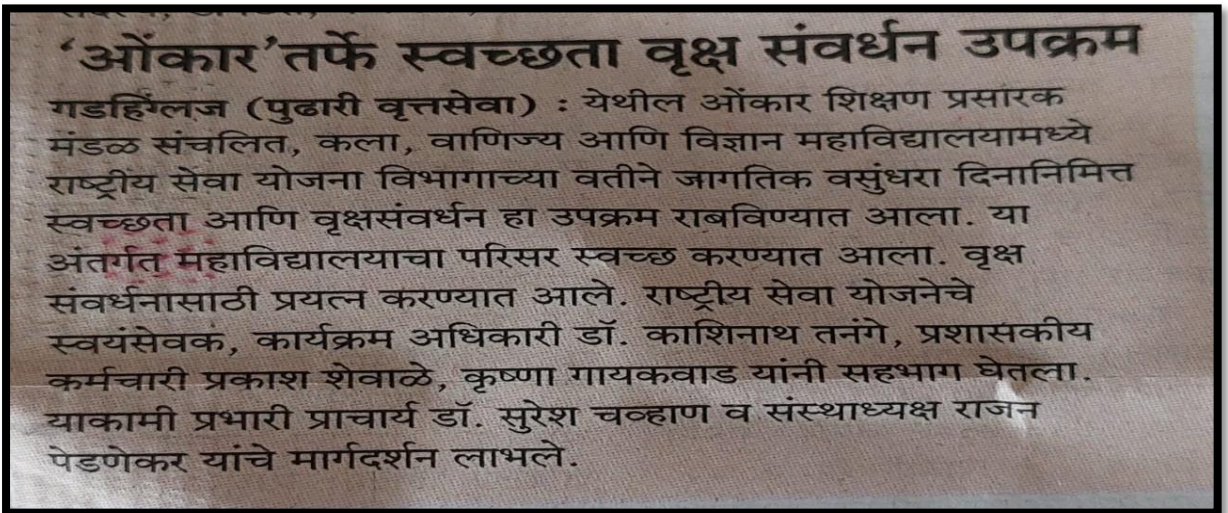 ‘ओंकार’तर्फे स्वच्छता वृक्ष संवर्धन उपक्रम
गडहिंग्लज (पुढारी वृत्तसेवा) : येथील ओंकार शिक्षण प्रसारक
मंडळ संचलित, कला, वाणिज्य आणि विज्ञान महाविद्यालयामध्ये
राष्ट्रीय सेवा योजना विभागाच्या वतीने जागतिक वसुंधरा दिनानिमित्त
स्वच्छता आणि वृक्षसंवर्धन हा उपक्रम राबविण्यात आला. या
अंतर्गत महाविद्यालयाचा परिसर स्वच्छ करण्यात आला. वृक्ष
संवर्धनासाठी प्रयत्न करण्यात आले. राष्ट्रीय सेवा योजनेचे
स्वयंसेवक, कार्यक्रम अधिकारी डॉ. काशिनाथ तनंगे, प्रशासकीय
कर्मचारी प्रकाश शेवाळे, कृष्णा गायकवाड यांनी सहभाग घेतला.
याकामी प्रभारी प्राचार्य डॉ. सुरेश चव्हाण व संस्थाध्यक्ष राजन
पेडणेकर यांचे मार्गदर्शन लाभले.